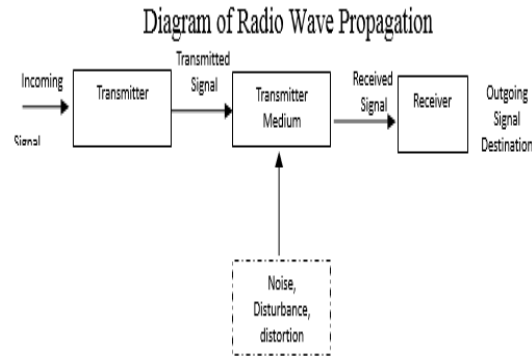 Diagram of Radio Wave Propagation
Incoming
Signal
Transmitter
Transmitted
Signal
Transmitter
Medium
Received
Signal
Receiver
Outgoing
Signal
Destination
Noise,
Disturbance,
distortion